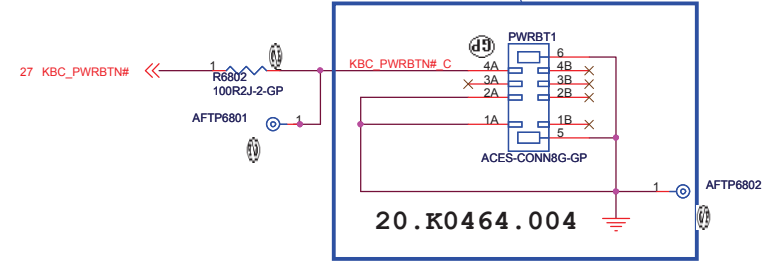 PWRBT1
GP
6
27 KBC_PWRBTN#
1
KBC_PWRBTN#_C
4A
4B
R6802
3A
3B
100R2J-2-GP
2A
2B
AFTP6801
1
1A
1B
5
ACES-CONN8G-GP
1
AFTP6802
20.K0464.004